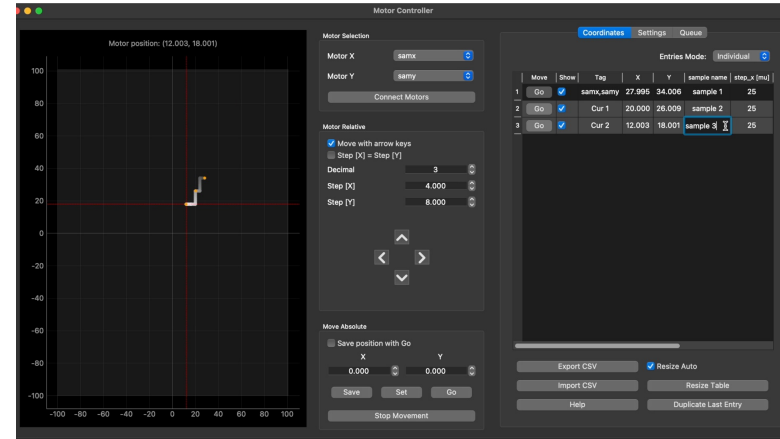 Motor Controller
Motor position: (12.003, 18.001)
100
80
60
40
20
0
-20
-40
-60
-80
-100
-100 -80 -60 -40 -20 0 20 40 60 80 100
Motor Selection
Motor X samx
Motor Y samy
Connect Motors
Motor Relative
Move with arrow keys
Step [X] = Step [Y]
Decimal 3
Step [X] 4.000
Step [Y] 8.000
Move Absolute
Save position with Go
X Y
0.000 0.000
Save Set Go
Stop Movement
Coordinates Settings Queue
Entries Mode: Individual
Move Show Tag X Y sample name step_x [mu]
1 Go samx,samy 27.995 34.006 sample 1 25
2 Go Cur 1 20.000 26.009 sample 2 25
3 Go Cur 2 12.003 18.001 sample 3 25
Export CSV Resize Auto
Import CSV Resize Table
Help Duplicate Last Entry